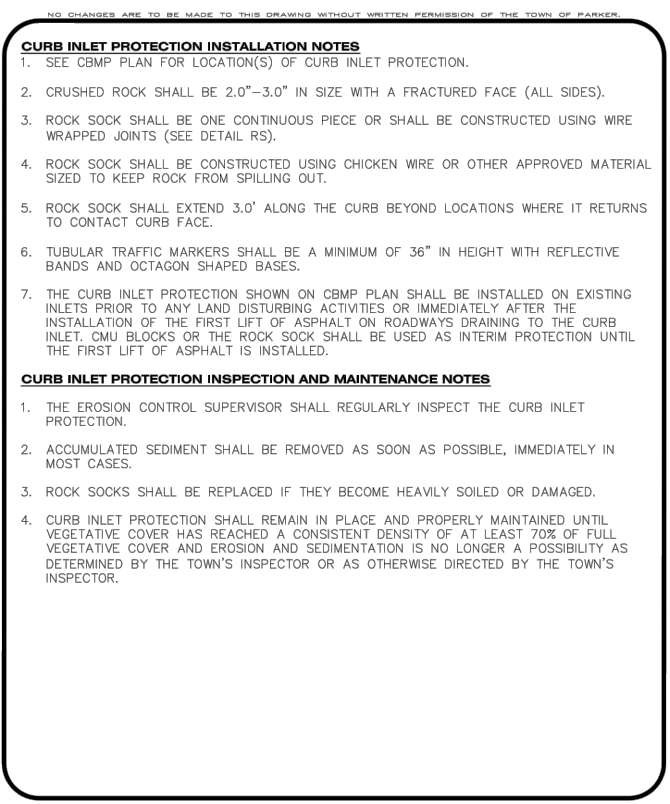 NO CHANGES ARE TO BE MADE TO THIS DRAWING WITHOUT WRITTEN PERMISSION OF THE TOWN OF PARKER.
CURB INLET PROTECTION INSTALLATION NOTES
1. SEE CBMP PLAN FOR LOCATION(S) OF CURB INLET PROTECTION.
2. CRUSHED ROCK SHALL BE 2.0"–3.0" IN SIZE WITH A FRACTURED FACE (ALL SIDES).
3. ROCK SOCK SHALL BE ONE CONTINUOUS PIECE OR SHALL BE CONSTRUCTED USING WIRE
WRAPPED JOINTS (SEE DETAIL RS).
4. ROCK SOCK SHALL BE CONSTRUCTED USING CHICKEN WIRE OR OTHER APPROVED MATERIAL
SIZED TO KEEP ROCK FROM SPILLING OUT.
5. ROCK SOCK SHALL EXTEND 3.0' ALONG THE CURB BEYOND LOCATIONS WHERE IT RETURNS
TO CONTACT CURB FACE.
6. TUBULAR TRAFFIC MARKERS SHALL BE A MINIMUM OF 36" IN HEIGHT WITH REFLECTIVE
BANDS AND OCTAGON SHAPED BASES.
7. THE CURB INLET PROTECTION SHOWN ON CBMP PLAN SHALL BE INSTALLED ON EXISTING
INLETS PRIOR TO ANY LAND DISTURBING ACTIVITIES OR IMMEDIATELY AFTER THE
INSTALLATION OF THE FIRST LIFT OF ASPHALT ON ROADWAYS DRAINING TO THE CURB
INLET. CMU BLOCKS OR THE ROCK SOCK SHALL BE USED AS INTERIM PROTECTION UNTIL
THE FIRST LIFT OF ASPHALT IS INSTALLED.
CURB INLET PROTECTION INSPECTION AND MAINTENANCE NOTES
1. THE EROSION CONTROL SUPERVISOR SHALL REGULARLY INSPECT THE CURB INLET
PROTECTION.
2. ACCUMULATED SEDIMENT SHALL BE REMOVED AS SOON AS POSSIBLE, IMMEDIATELY IN
MOST CASES.
3. ROCK SOCKS SHALL BE REPLACED IF THEY BECOME HEAVILY SOILED OR DAMAGED.
4. CURB INLET PROTECTION SHALL REMAIN IN PLACE AND PROPERLY MAINTAINED UNTIL
VEGETATIVE COVER HAS REACHED A CONSISTENT DENSITY OF AT LEAST 70% OF FULL
VEGETATIVE COVER AND EROSION AND SEDIMENTATION IS NO LONGER A POSSIBILITY AS
DETERMINED BY THE TOWN'S INSPECTOR OR AS OTHERWISE DIRECTED BY THE TOWN'S
INSPECTOR.